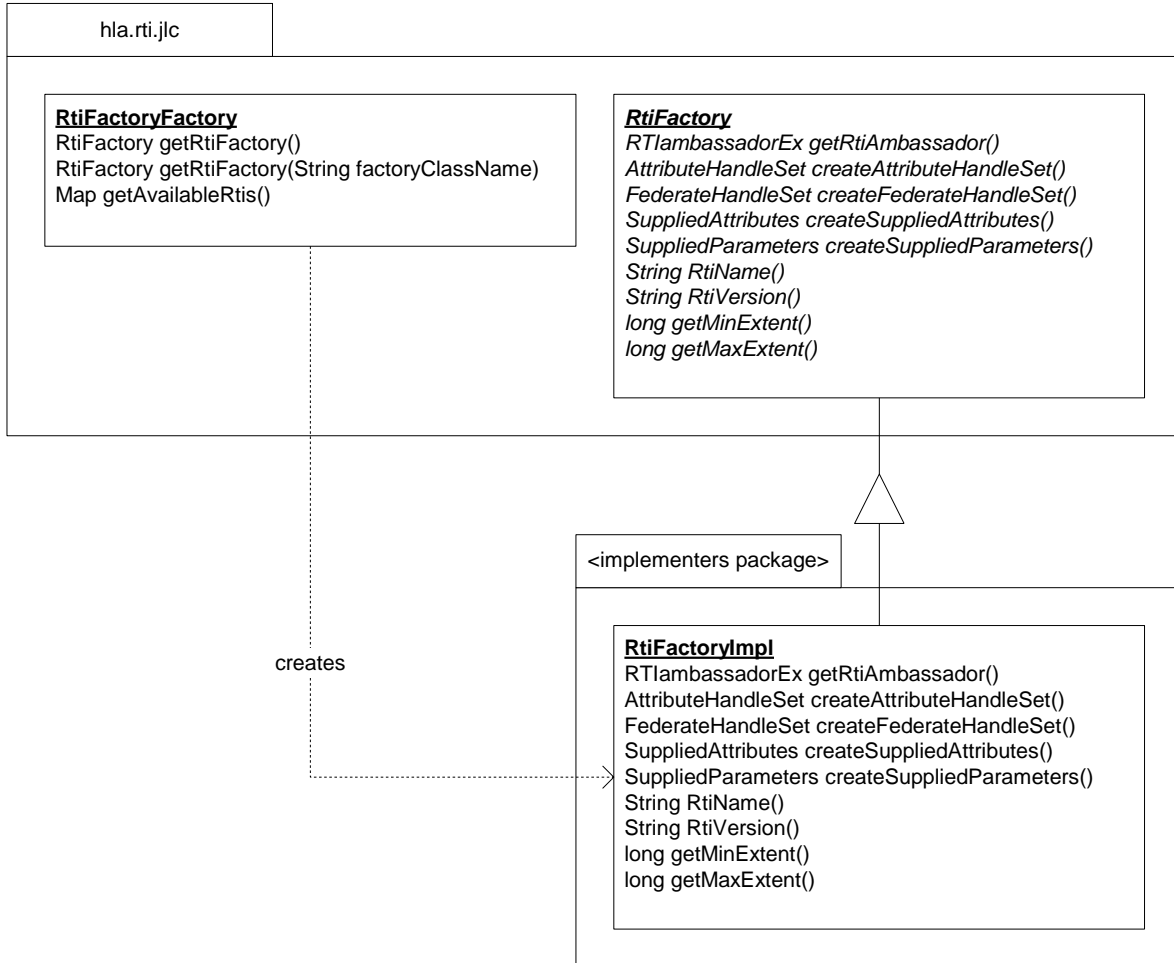 hla.rti.jlc
RtiFactoryFactory
RtiFactory getRtiFactory()
RtiFactory getRtiFactory(String factoryClassName)
Map getAvailableRtis()
RtiFactory
RTIambassadorEx getRtiAmbassador()
AttributeHandleSet createAttributeHandleSet()
FederateHandleSet createFederateHandleSet()
SuppliedAttributes createSuppliedAttributes()
SuppliedParameters createSuppliedParameters()
String RtiName()
String RtiVersion()
long getMinExtent()
long getMaxExtent()
<implementers package>
creates
RtiFactoryImpl
RTIambassadorEx getRtiAmbassador()
AttributeHandleSet createAttributeHandleSet()
FederateHandleSet createFederateHandleSet()
SuppliedAttributes createSuppliedAttributes()
SuppliedParameters createSuppliedParameters()
String RtiName()
String RtiVersion()
long getMinExtent()
long getMaxExtent()